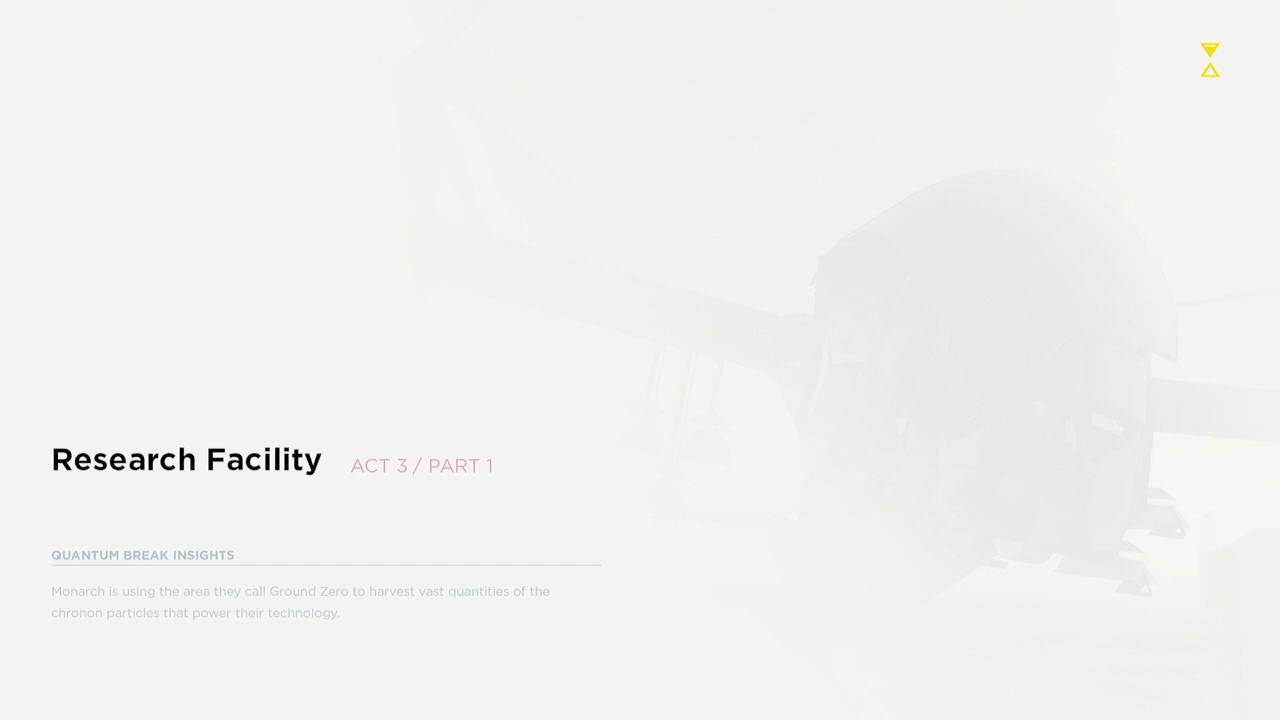 Research Facility ACT 3 / PART 1
QUANTUM BREAK INSIGHTS
Monarch is using the area they call Ground Zero to harvest vast quantities of the
chronon particles that power their technology.